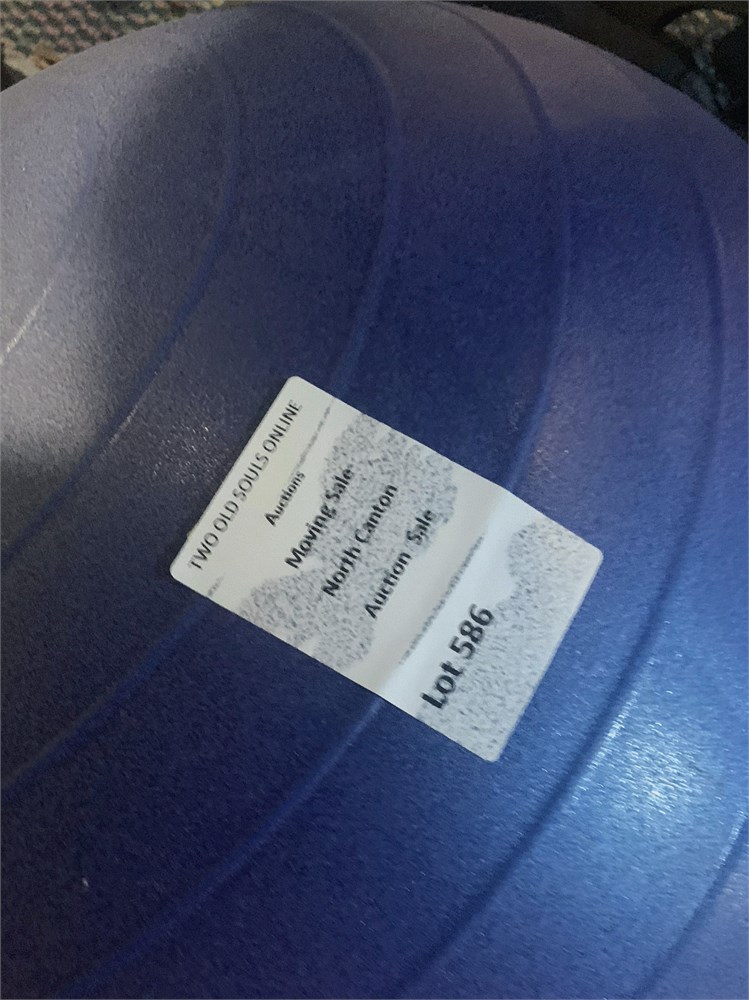 TWO OLD SOULS ONLINE
Auctions
Moving Sale
North Canton
Auction Sale
Lot 586